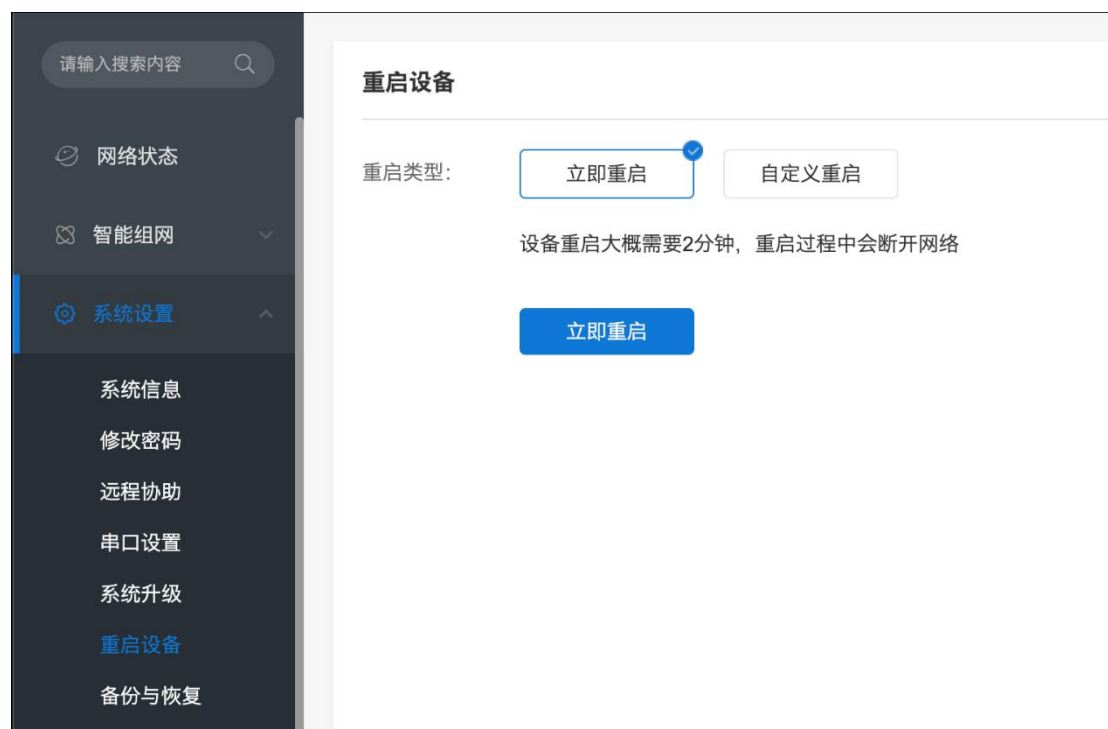 请输入搜索内容
网络状态
智能组网
系统设置
系统信息
修改密码
远程协助
串口设置
系统升级
重启设备
备份与恢复
重启设备
重启类型:
立即重启
自定义重启
设备重启大概需要2分钟，重启过程中会断开网络
立即重启